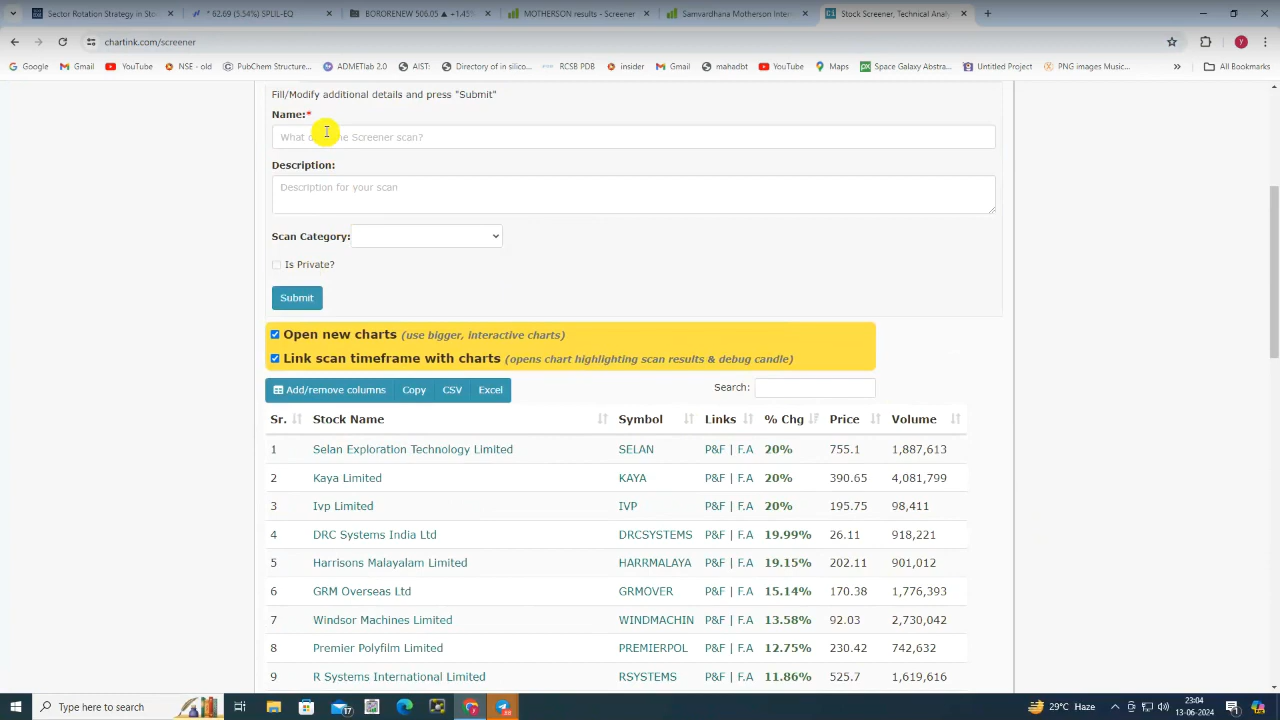 Sector Rotation Strategy in Stock
62.69 (5.54%) SPLIL-EQ
BORORENEW 506.05 ▲ +1.45%
MOTHERSON results - Screener
Samvardhana Motherson Inter
Stock Screener, Technical Analy
chartink.com/screener
Google
Gmail
YouTube
NSE - old
PubChem Structure...
ADMETlab 2.0
AIST:
Directory of in silico...
RCSB PDB
insider
Gmail
mahadbt
YouTube
Maps
Space Galaxy Abstra...
Untitled Project
PNG images Music...
All Bookmarks
Fill/Modify additional details and press "Submit"
Name:*
What does the Screener scan?
Description:
Description for your scan
Scan Category:
Is Private?
Submit
Open new charts (use bigger, interactive charts)
Link scan timeframe with charts (opens chart highlighting scan results & debug candle)
Add/remove columns Copy CSV Excel Search:
Sr. Stock Name Symbol Links % Chg Price Volume
1 Selan Exploration Technology Limited SELAN P&F | F.A 20% 755.1 1,887,613
2 Kaya Limited KAYA P&F | F.A 20% 390.65 4,081,799
3 Ivp Limited IVP P&F | F.A 20% 195.75 98,411
4 DRC Systems India Ltd DRCSYSTEMS P&F | F.A 19.99% 26.11 918,221
5 Harrisons Malayalam Limited HARRMALAYA P&F | F.A 19.15% 202.11 901,012
6 GRM Overseas Ltd GRMOVER P&F | F.A 15.14% 170.38 1,776,393
7 Windsor Machines Limited WINDMACHIN P&F | F.A 13.58% 92.03 2,730,042
8 Premier Polyfilm Limited PREMIERPOL P&F | F.A 12.75% 230.42 742,632
9 R Systems International Limited RSYSTEMS P&F | F.A 11.86% 525.7 1,619,616
Type here to search
17
29°C Haze
23:04
13-06-2024